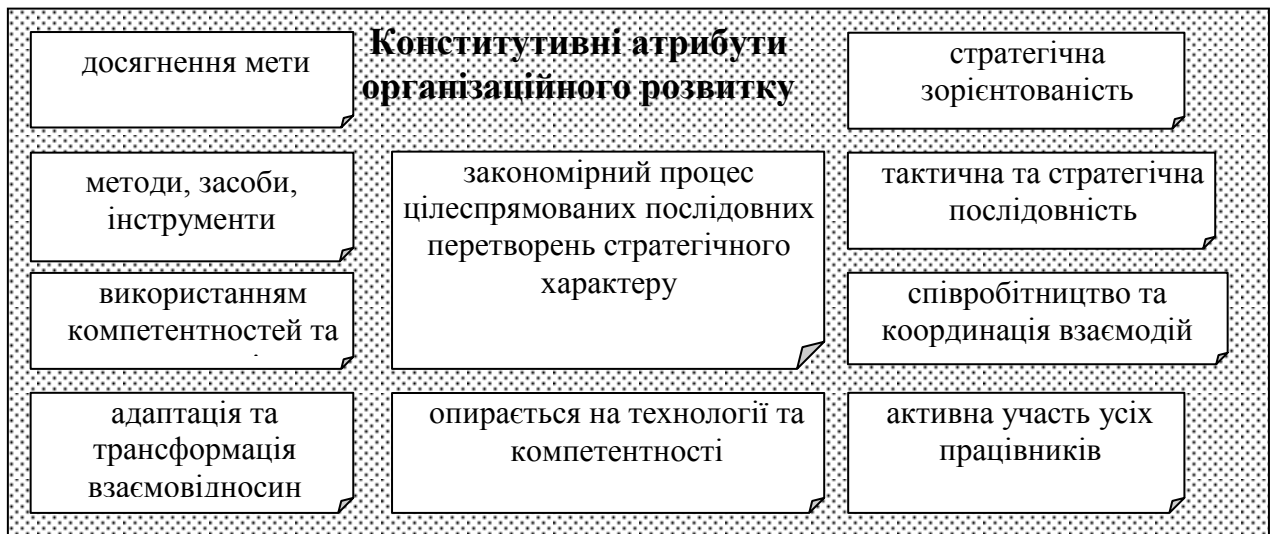 Конститутивні атрибути
організаційного розвитку
досягнення мети
стратегічна
зорієнтованість
методи, засоби,
інструменти
закономірний процес
цілеспрямованих послідовних
перетворень стратегічного
характеру
тактична та стратегічна
послідовність
використанням
компетентностей та
співробітництво та
координація взаємодій
адаптація та
трансформація
взаємовідносин
опирається на технології та
компетентності
активна участь усіх
працівників